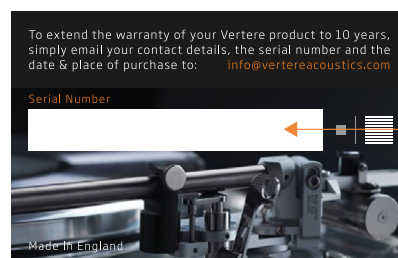 To extend the warranty of your Vertere product to 10 years,
simply email your contact details, the serial number and the
date & place of purchase to: info@vertereacoustics.com
Serial Number
Made in England